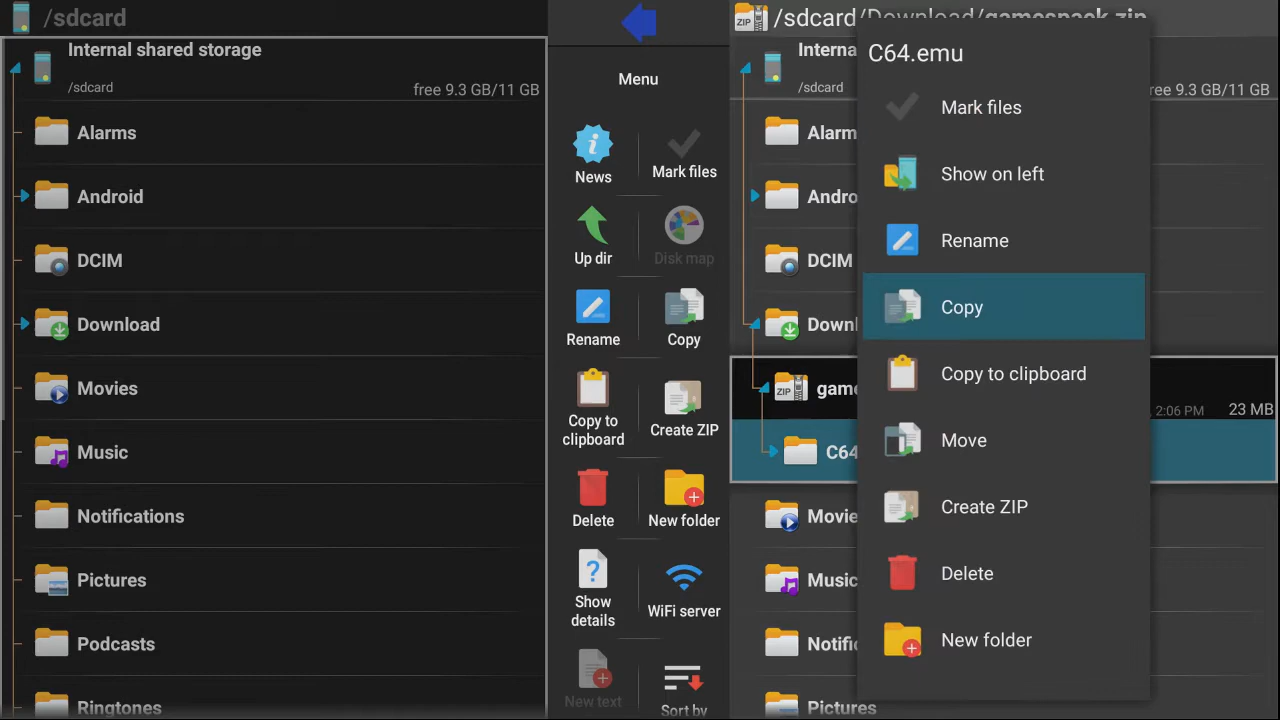 /sdcard
Internal shared storage
/sdcard
free 9.3 GB/11 GB
Alarms
Android
DCIM
Download
Movies
Music
Notifications
Pictures
Podcasts
Ringtones
Menu
News
Mark files
Up dir
Disk map
Rename
Copy
Copy to
clipboard
Create ZIP
Delete
New folder
Show
details
WiFi server
New text
Sort by
ZIP
/sdcard/Download/gamespack.zip
Interna
/sdcard
free 9.3 GB/11 GB
Alarm
Andro
DCIM
Downl
ZIP
game
, 2:06 PM
23 MB
C64
Movie
Music
Notific
Pictures
C64.emu
Mark files
Show on left
Rename
Copy
Copy to clipboard
Move
Create ZIP
Delete
New folder